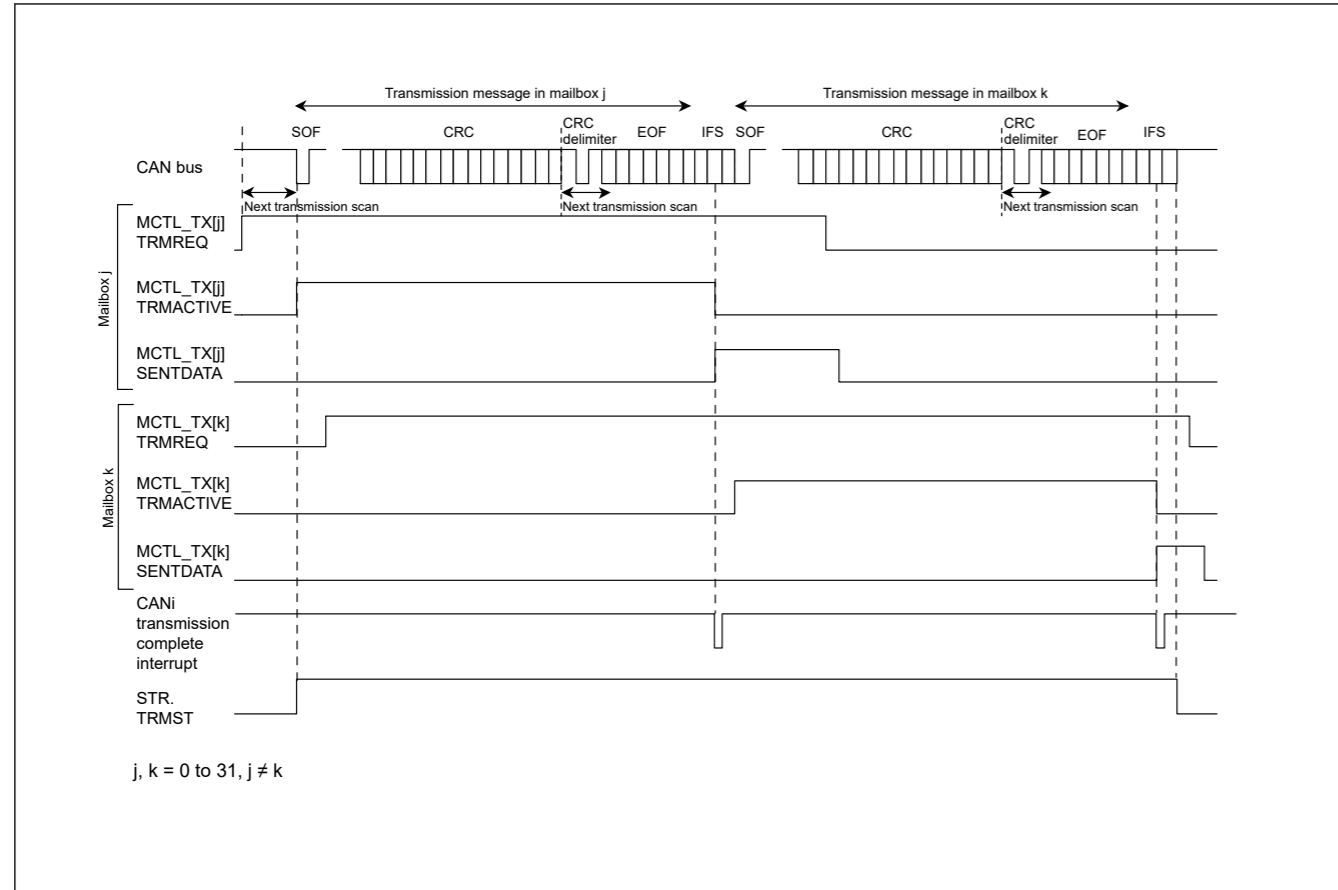 Transmission message in mailbox j
Transmission message in mailbox k
SOF
CRC
CRC
delimiter
EOF
IFS
SOF
CRC
CRC
delimiter
EOF
IFS
CAN bus
Next transmission scan
Next transmission scan
Next transmission scan
Mailbox j
MCTL_TX[j]
TRMREQ
MCTL_TX[j]
TRMACTIVE
MCTL_TX[j]
SENTDATA
Mailbox k
MCTL_TX[k]
TRMREQ
MCTL_TX[k]
TRMACTIVE
MCTL_TX[k]
SENTDATA
CANi
transmission
complete
interrupt
STR.
TRMST
j, k = 0 to 31, j ≠ k